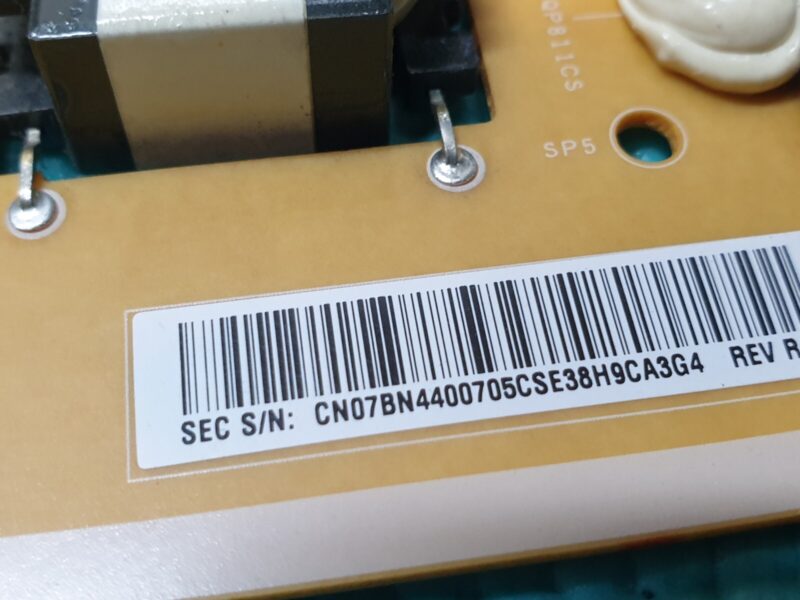 QP811CS
SP5
SEC S/N: CN07BN4400705CSE38H9CA3G4 REV R